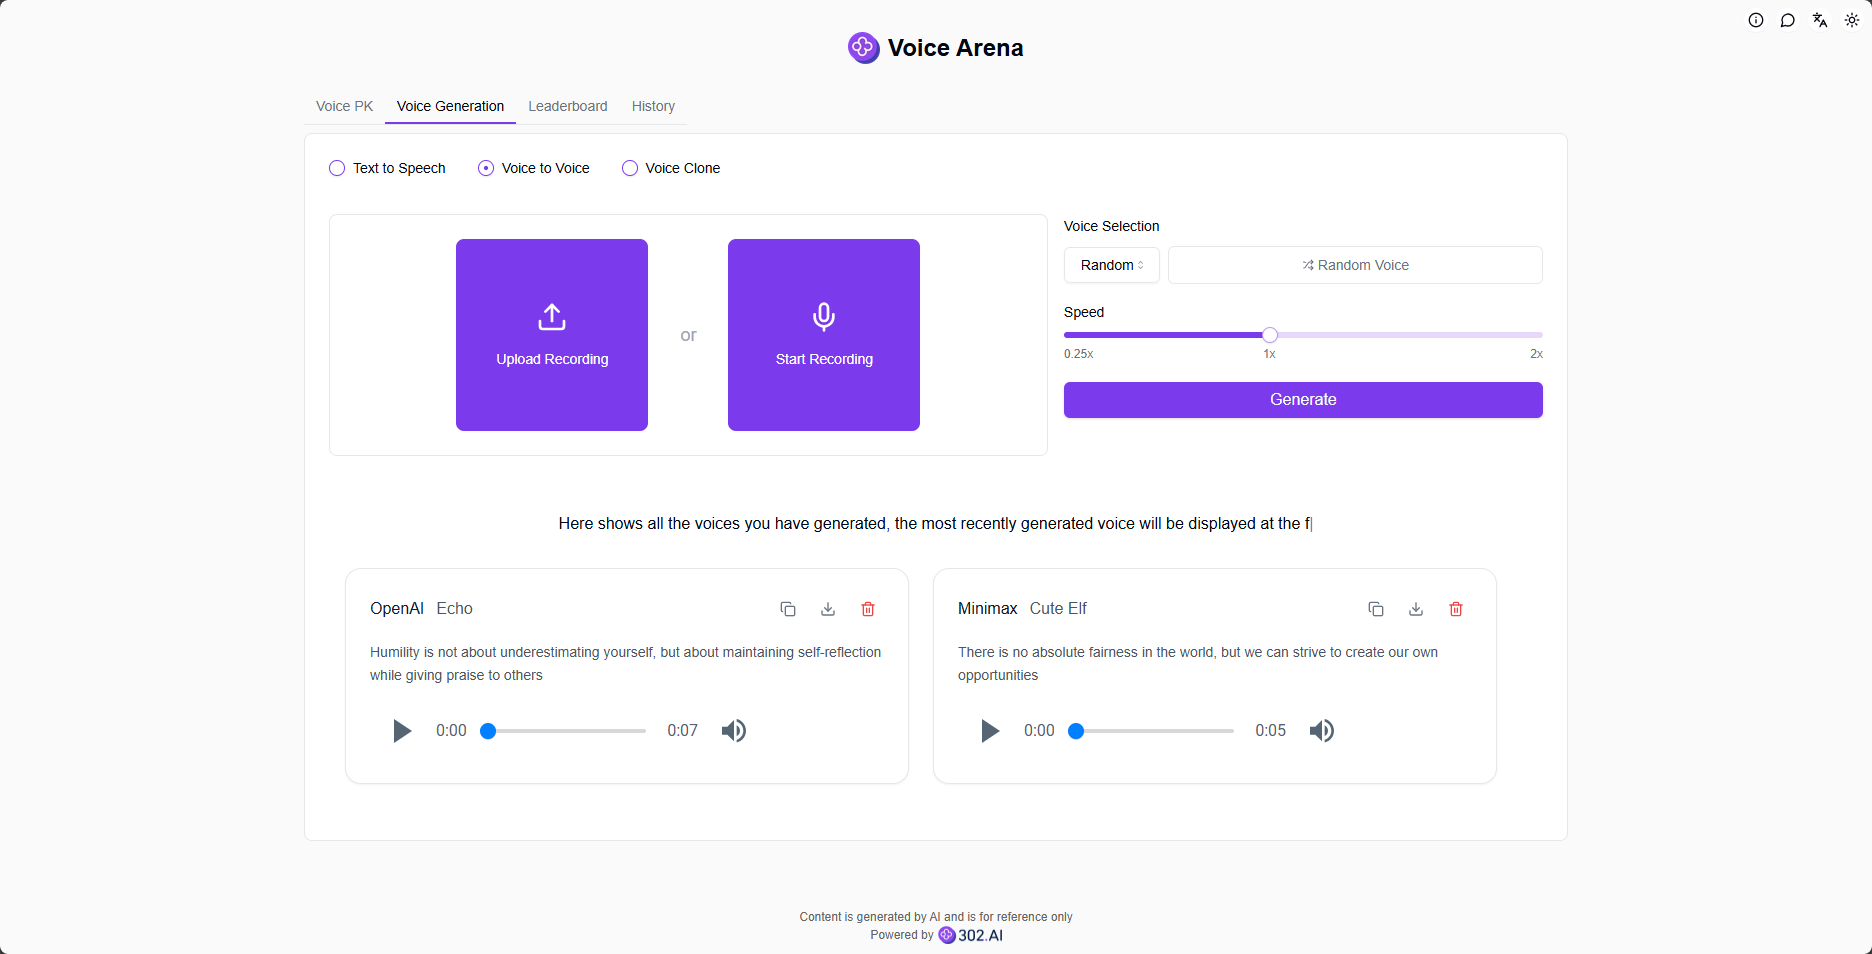 Voice Arena
Voice PK
Voice Generation
Leaderboard
History
Text to Speech
Voice to Voice
Voice Clone
Upload Recording
or
Start Recording
Voice Selection
Random
Random Voice
Speed
0.25x
1x
2x
Generate
Here shows all the voices you have generated, the most recently generated voice will be displayed at the f
OpenAI Echo
Humility is not about underestimating yourself, but about maintaining self-reflection
while giving praise to others
0:00
0:07
Minimax Cute Elf
There is no absolute fairness in the world, but we can strive to create our own
opportunities
0:00
0:05
Content is generated by AI and is for reference only
Powered by 302.AI